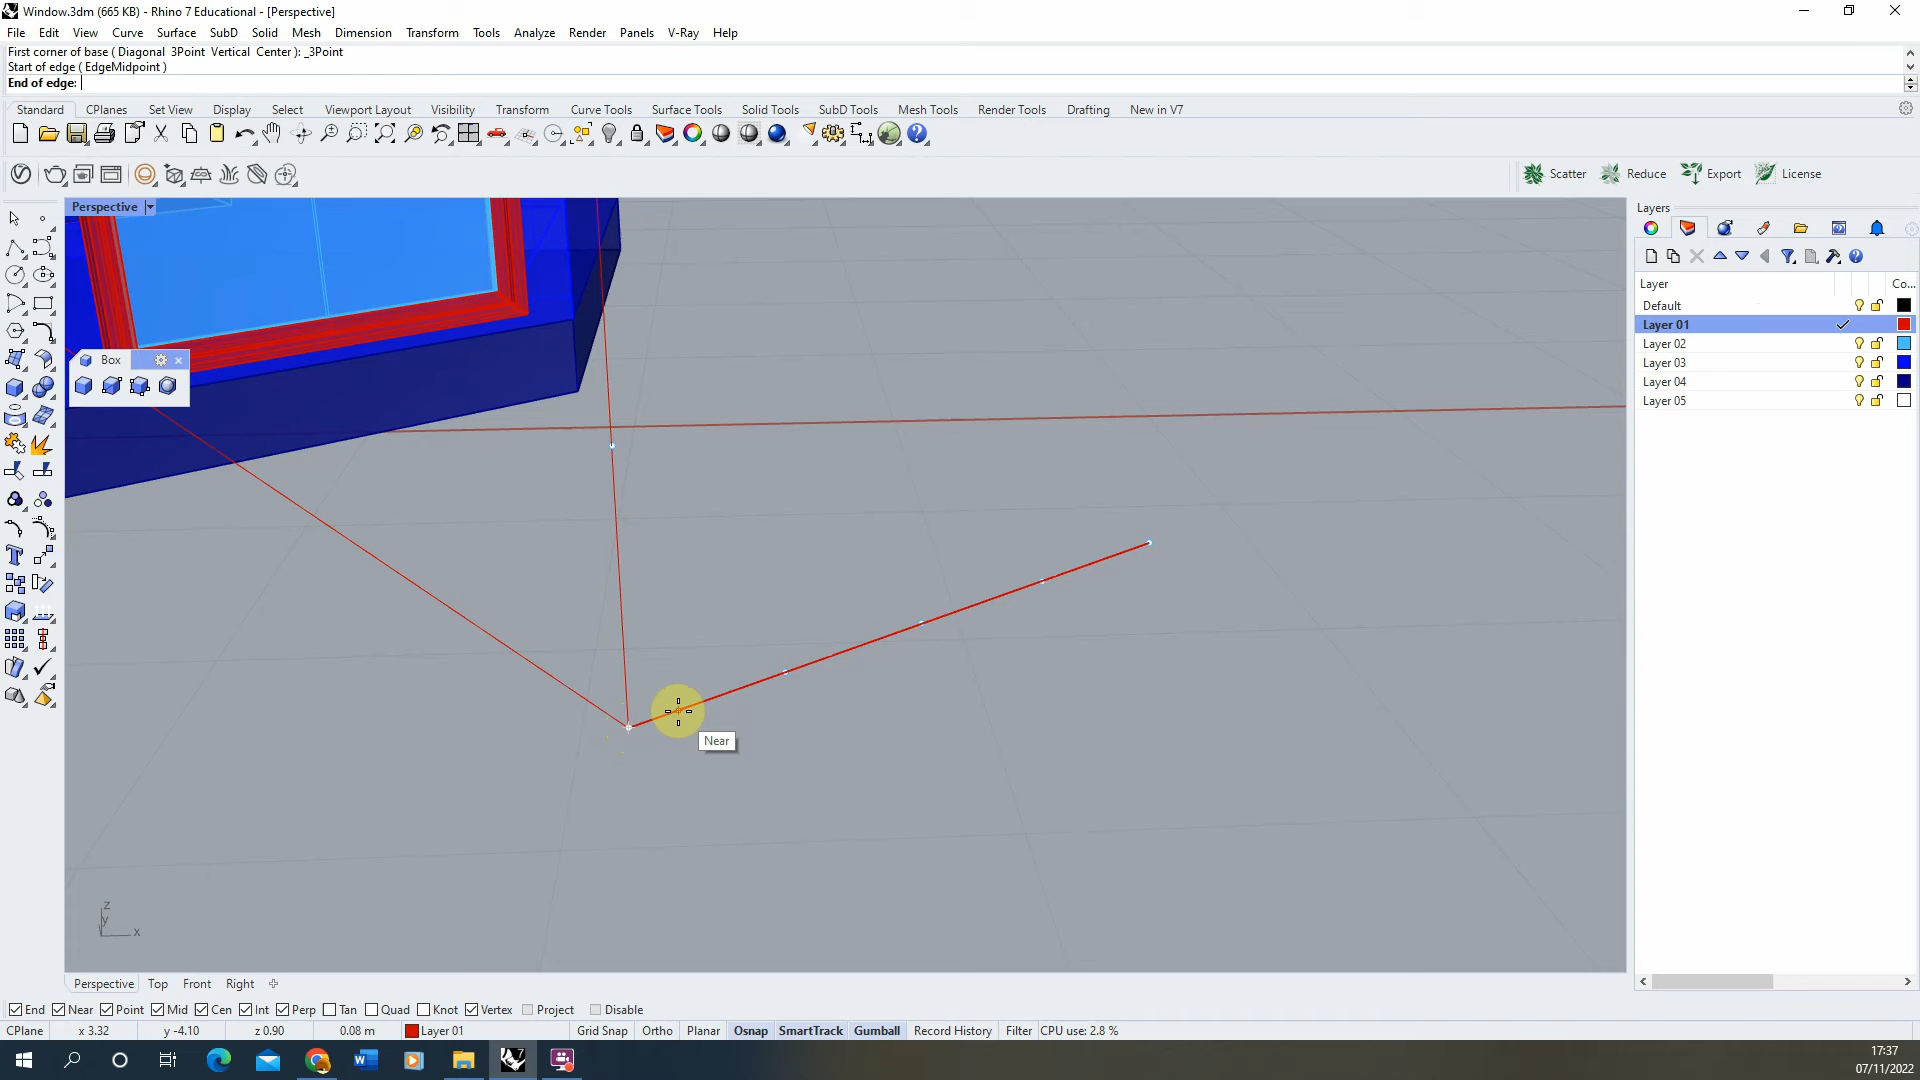 Window.3dm (665 KB) - Rhino 7 Educational - [Perspective]
File Edit View Curve Surface SubD Solid Mesh Dimension Transform Tools Analyze Render Panels V-Ray Help
First corner of base ( Diagonal 3Point Vertical Center ): _3Point
Start of edge ( EdgeMidpoint )
End of edge:
Standard CPlanes Set View Display Select Viewport Layout Visibility Transform Curve Tools Surface Tools Solid Tools SubD Tools Mesh Tools Render Tools Drafting New in V7
Scatter Reduce Export License
Perspective
Layers
Layer Co...
Default
Layer 01
Layer 02
Layer 03
Layer 04
Layer 05
Box
Near
z
y
x
Perspective Top Front Right
End Near Point Mid Cen Int Perp Tan Quad Knot Vertex Project Disable
CPlane x 3.32 y -4.10 z 0.90 0.08 m Layer 01 Grid Snap Ortho Planar Osnap SmartTrack Gumball Record History Filter CPU use: 2.8 %
17:37
07/11/2022